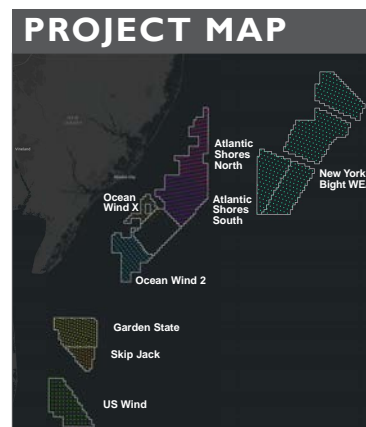 PROJECT MAP
Atlantic
Shores
North
New York
Bight WE
Ocean
Wind X
Atlantic
Shores
South
Ocean Wind 2
Garden State
Skip Jack
US Wind